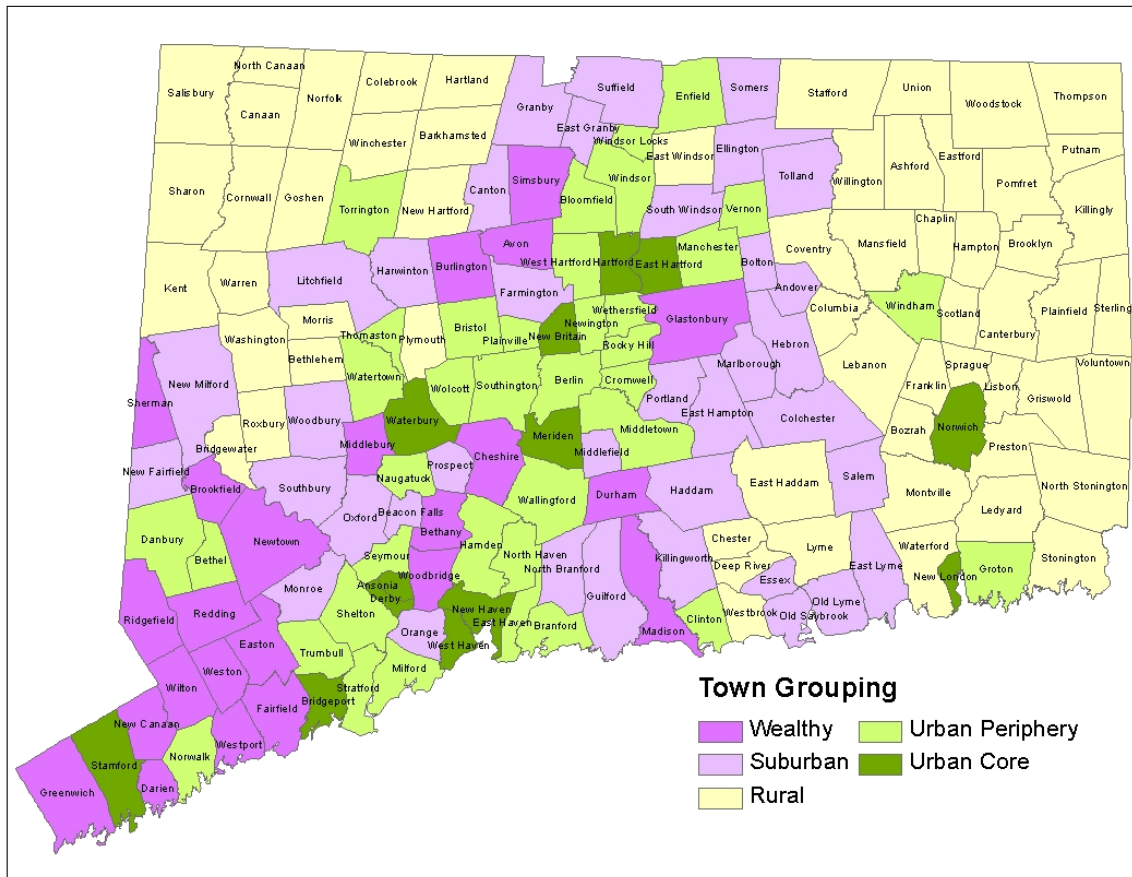 North Canaan
Colebrook
Hartland
Salisbury
Norfolk
Canaan
Granby
Suffield
Enfield
Somers
Stafford
Union
Woodstock
Thompson
East Granby
Windsor Locks
Winchester
Barkhamsted
East Windsor
Ellington
Putnam
Sharon
Cornwall
Goshen
Torrington
New Hartford
Canton
Simsbury
Bloomfield
Windsor
South Windsor
Vernon
Tolland
Willington
Ashford
Eastford
Pomfret
Killingly
Chaplin
Mansfield
Hampton
Brooklyn
Coventry
Avon
West Hartford
Hartford
East Hartford
Manchester
Bolton
Andover
Kent
Warren
Litchfield
Harwinton
Burlington
Farmington
Wethersfield
Glastonbury
Columbia
Windham
Scotland
Canterbury
Plainfield
Sterling
Washington
Morris
Bethlehem
Thomaston
Plymouth
Bristol
Plainville
New Britain
Newington
Rocky Hill
Hebron
Marlborough
Lebanon
Franklin
Sprague
Lisbon
Griswold
Voluntown
New Milford
Sherman
Watertown
Wolcott
Southington
Berlin
Cromwell
Portland
East Hampton
Colchester
Bozrah
Norwich
Preston
Roxbury
Woodbury
Bridgewater
Waterbury
Middlebury
Cheshire
Meriden
Middletown
Middlefield
New Fairfield
Brookfield
Southbury
Naugatuck
Prospect
Wallingford
Durham
Haddam
East Haddam
Salem
Montville
North Stonington
Ledyard
Newtown
Oxford
Beacon Falls
Bethany
Danbury
Bethel
Seymour
Hamden
North Haven
North Branford
Killingworth
Chester
Deep River
Lyme
East Lyme
Waterford
New London
Groton
Stonington
Monroe
Ansonia
Derby
Woodbridge
New Haven
East Haven
Guilford
Madison
Clinton
Westbrook
Essex
Old Saybrook
Old Lyme
Ridgefield
Redding
Shelton
Orange
West Haven
Branford
Easton
Trumbull
Milford
Weston
Wilton
Stratford
Bridgeport
Fairfield
New Canaan
Westport
Norwalk
Stamford
Darien
Greenwich
Town Grouping
Wealthy
Suburban
Rural
Urban Periphery
Urban Core